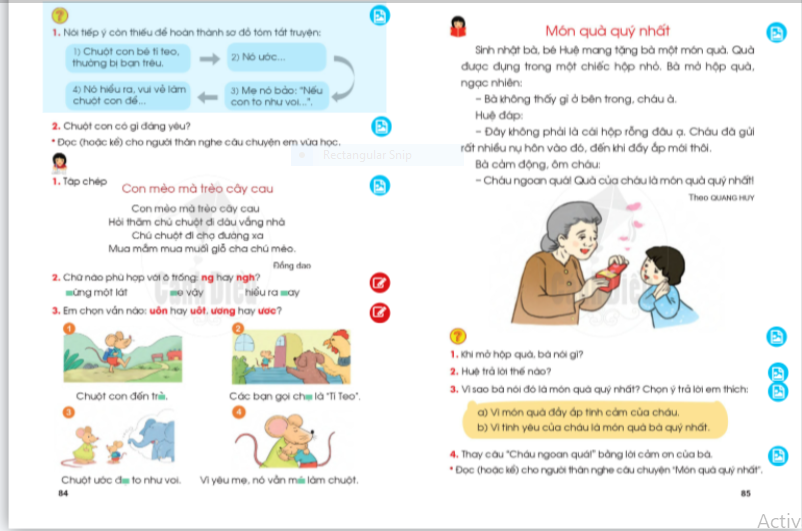 1. Nói tiếp ý còn thiếu để hoàn thành sơ đồ tóm tắt truyện:
1) Chuột con bé tí teo,
thường bị bạn trêu.
2) Nó ước...
4) Nó hiểu ra, vui vẻ làm
chuột con để...
3) Mẹ nó bảo: "Nếu
con to như voi...".
2. Chuột con có gì đáng yêu?
* Đọc (hoặc kể) cho người thân nghe câu chuyện em vừa học.
Rectangular Snip
1. Tập chép
Con mèo mà trèo cây cau
Con mèo mà trèo cây cau
Hỏi thăm chú chuột đi đâu vắng nhà
Chú chuột đi chợ đường xa
Mua mắm mua muối giỗ cha chú mèo.
Đồng dao
2. Chữ nào phù hợp với ô trống: ng hay ngh?
ừng một lát
o vậy
hiểu ra ay
3. Em chọn vần nào: uôn hay uôt, ương hay ươc?
1
Chuột con đến tr.
2
Các bạn gọi ch là "Tí Teo".
3
Chuột ước đ to như voi.
4
Vì yêu mẹ, nó vẫn m làm chuột.
84
Món quà quý nhất
Sinh nhật bà, bé Huệ mang tặng bà một món quà. Quà
được đựng trong một chiếc hộp nhỏ. Bà mở hộp quà,
ngạc nhiên:
– Bà không thấy gì ở bên trong, cháu ạ.
Huệ đáp:
– Đây không phải là cái hộp rỗng đâu ạ. Cháu đã gửi
rất nhiều nụ hôn vào đó, đến khi đầy ắp mới thôi.
Bà cảm động, ôm cháu:
– Cháu ngoan quá! Quà của cháu là món quà quý nhất!
Theo QUANG HUY
1. Khi mở hộp quà, bà nói gì?
2. Huệ trả lời thế nào?
3. Vì sao bà nói đó là món quà quý nhất? Chọn ý trả lời em thích:
a) Vì món quà đầy ắp tình cảm của cháu.
b) Vì tình yêu của cháu là món quà bà quý nhất.
4. Thay câu "Cháu ngoan quá!" bằng lời cảm ơn của bà.
* Đọc (hoặc kể) cho người thân nghe câu chuyện "Món quà quý nhất".
85
Activ